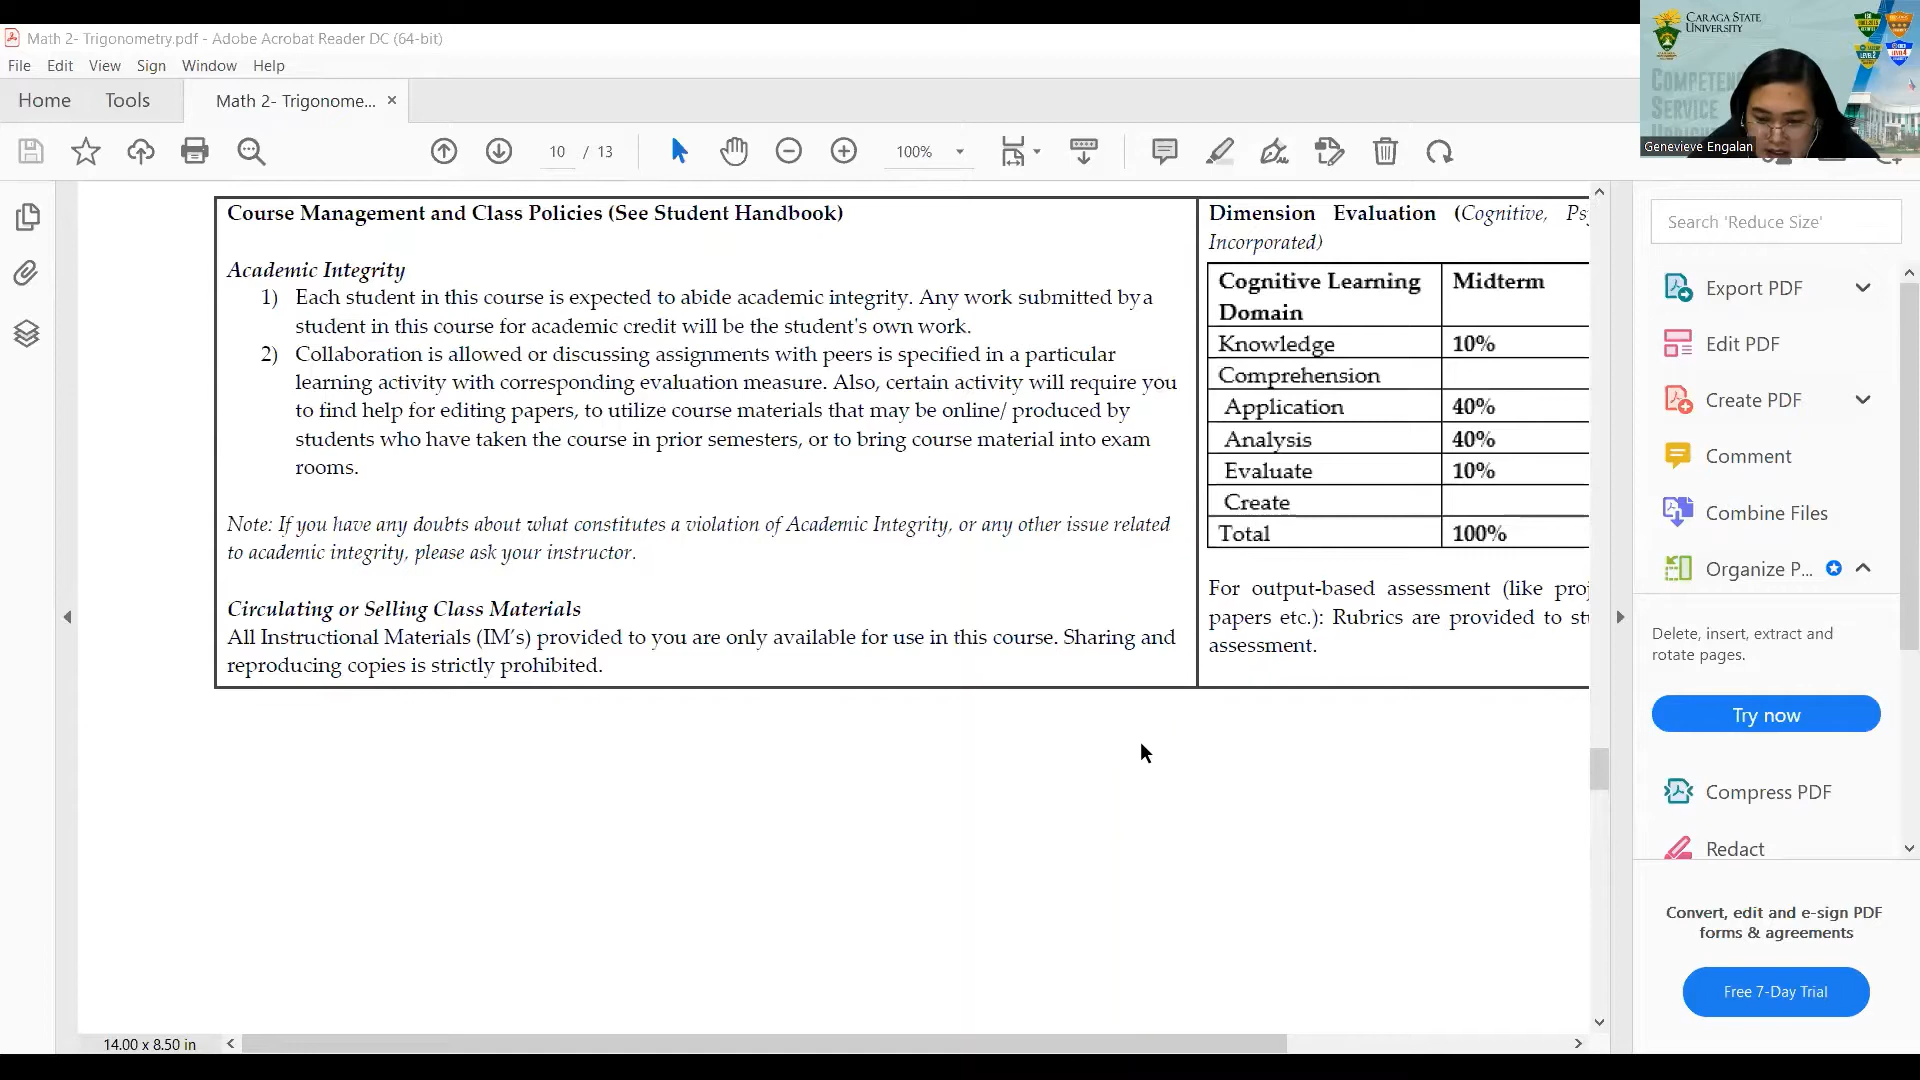 Math 2- Trigonometry.pdf - Adobe Acrobat Reader DC (64-bit)
File Edit View Sign Window Help
Home Tools Math 2- Trigonome... ×
10 / 13 100%
CARAGA STATE
UNIVERSITY
COMPETEN
SERVICE
Genevieve Engalan
Course Management and Class Policies (See Student Handbook)
Academic Integrity
1) Each student in this course is expected to abide academic integrity. Any work submitted by a
student in this course for academic credit will be the student's own work.
2) Collaboration is allowed or discussing assignments with peers is specified in a particular
learning activity with corresponding evaluation measure. Also, certain activity will require you
to find help for editing papers, to utilize course materials that may be online/ produced by
students who have taken the course in prior semesters, or to bring course material into exam
rooms.
Note: If you have any doubts about what constitutes a violation of Academic Integrity, or any other issue related
to academic integrity, please ask your instructor.
Circulating or Selling Class Materials
All Instructional Materials (IM's) provided to you are only available for use in this course. Sharing and
reproducing copies is strictly prohibited.
Dimension Evaluation (Cognitive, Psy
Incorporated)
Cognitive Learning Midterm
Domain
Knowledge 10%
Comprehension
Application 40%
Analysis 40%
Evaluate 10%
Create
Total 100%
For output-based assessment (like proj
papers etc.): Rubrics are provided to stu
assessment.
Search 'Reduce Size'
Export PDF
Edit PDF
Create PDF
Comment
Combine Files
Organize P...
Delete, insert, extract and
rotate pages.
Try now
Compress PDF
Redact
Convert, edit and e-sign PDF
forms & agreements
Free 7-Day Trial
14.00 x 8.50 in